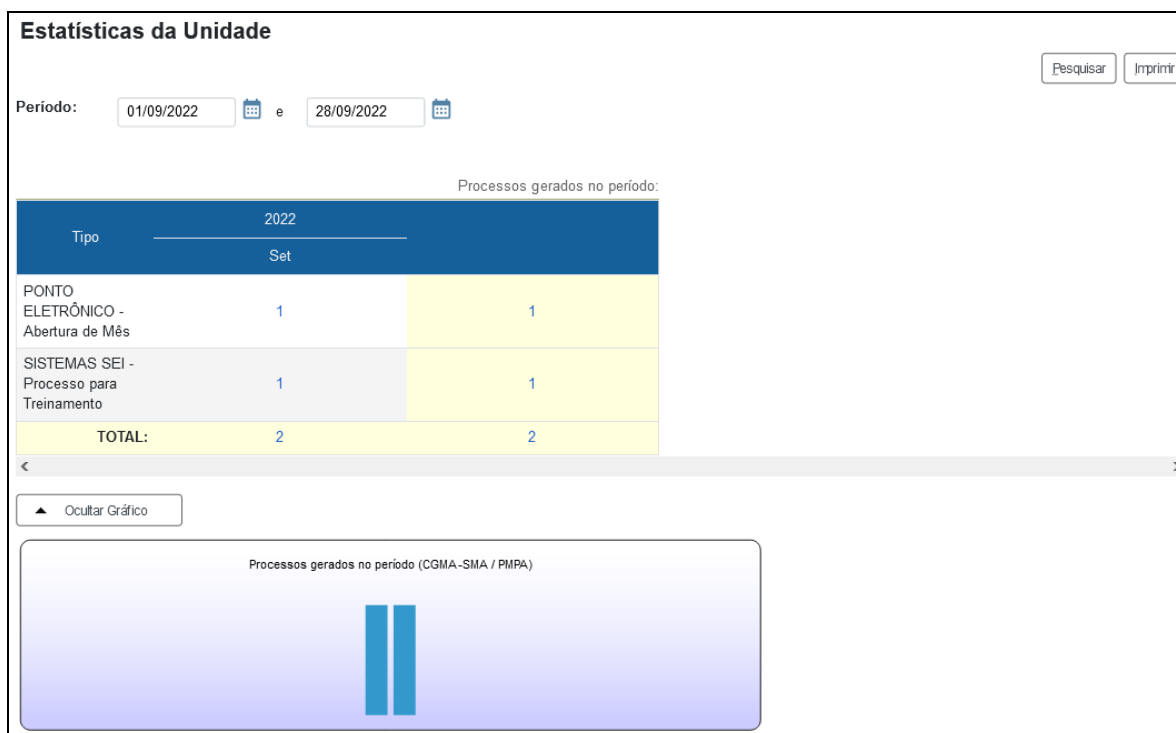 Estatísticas da Unidade
Pesquisar Imprimir
Período: 01/09/2022 e 28/09/2022
Processos gerados no período:
Tipo
2022
Set
PONTO
ELETRÔNICO -
Abertura de Mês
1 1
SISTEMAS SEI -
Processo para
Treinamento
1 1
TOTAL: 2 2
Ocultar Gráfico
Processos gerados no período (CGMA-SMA / PMPA)